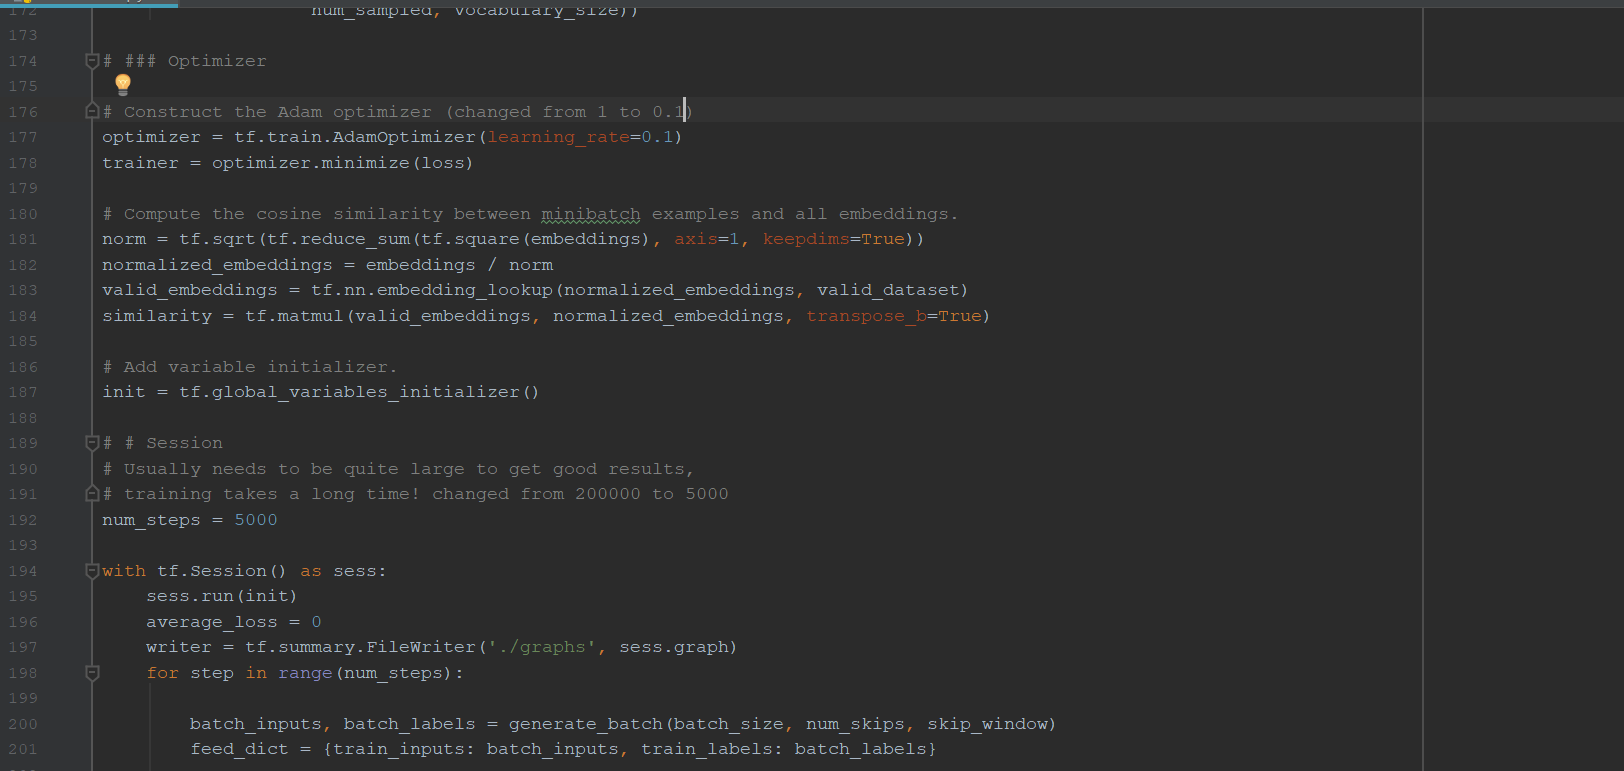 172 num_sampled, vocabulary_size))
173
174 # ### Optimizer
175
176 # Construct the Adam optimizer (changed from 1 to 0.1)
177 optimizer = tf.train.AdamOptimizer(learning_rate=0.1)
178 trainer = optimizer.minimize(loss)
179
180 # Compute the cosine similarity between minibatch examples and all embeddings.
181 norm = tf.sqrt(tf.reduce_sum(tf.square(embeddings), axis=1, keepdims=True))
182 normalized_embeddings = embeddings / norm
183 valid_embeddings = tf.nn.embedding_lookup(normalized_embeddings, valid_dataset)
184 similarity = tf.matmul(valid_embeddings, normalized_embeddings, transpose_b=True)
185
186 # Add variable initializer.
187 init = tf.global_variables_initializer()
188
189 # # Session
190 # Usually needs to be quite large to get good results,
191 # training takes a long time! changed from 200000 to 5000
192 num_steps = 5000
193
194 with tf.Session() as sess:
195 sess.run(init)
196 average_loss = 0
197 writer = tf.summary.FileWriter('./graphs', sess.graph)
198 for step in range(num_steps):
199
200 batch_inputs, batch_labels = generate_batch(batch_size, num_skips, skip_window)
201 feed_dict = {train_inputs: batch_inputs, train_labels: batch_labels}